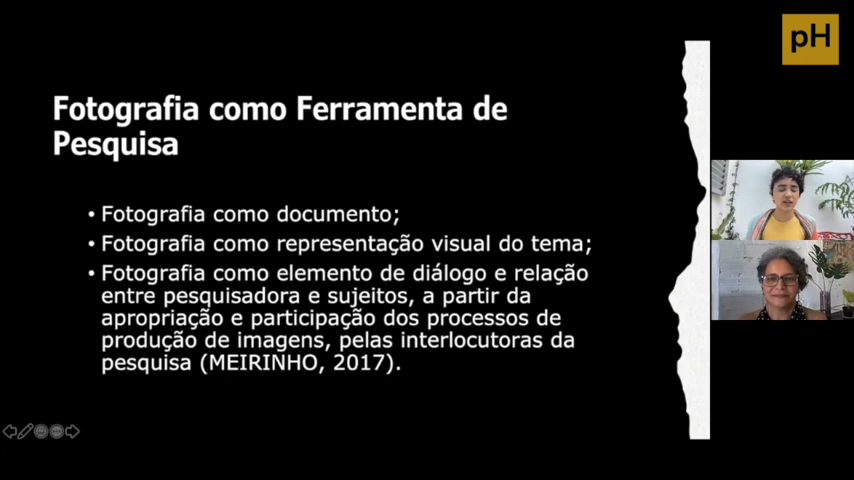 pH
Fotografia como Ferramenta de
Pesquisa
• Fotografia como documento;
• Fotografia como representação visual do tema;
• Fotografia como elemento de diálogo e relação
entre pesquisadora e sujeitos, a partir da
apropriação e participação dos processos de
produção de imagens, pelas interlocutoras da
pesquisa (MEIRINHO, 2017).